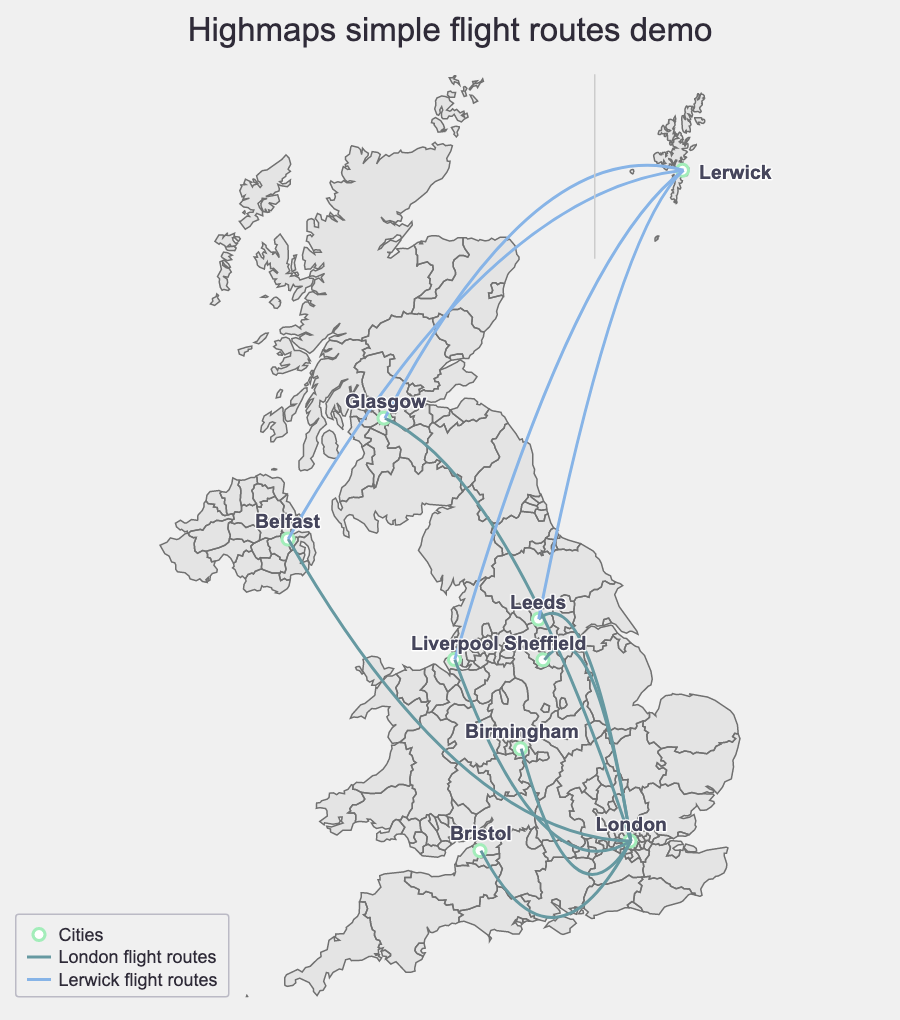 Highmaps simple flight routes demo
Lerwick
Glasgow
Belfast
Leeds
Liverpool Sheffield
Birmingham
London
Bristol
Cities
London flight routes
Lerwick flight routes